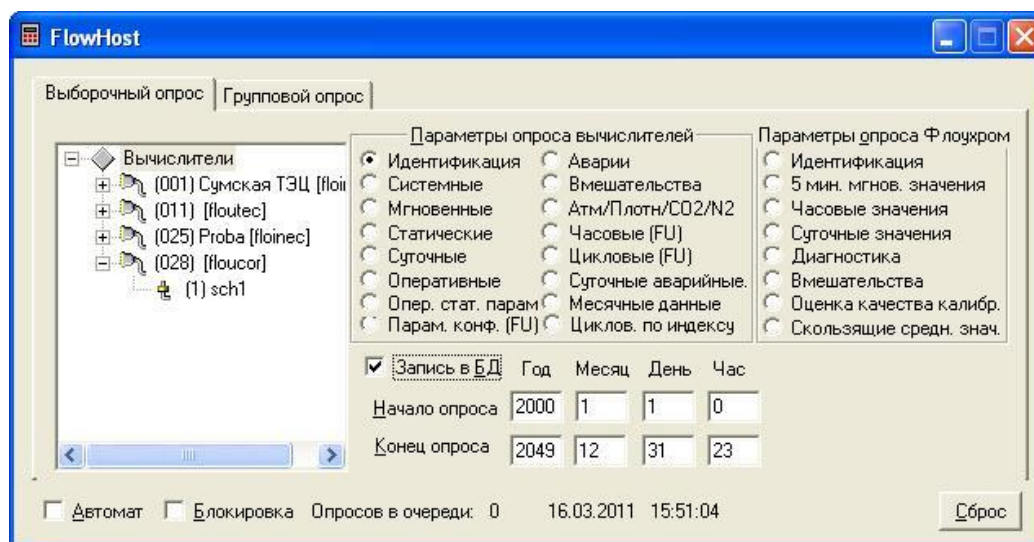 FlowHost
Выборочный опрос Групповой опрос
Вычислители
(001) Сумская ТЭЦ [floi
(011) [floutec]
(025) Proba [floinec]
(028) [floucor]
(1) sch1
Параметры опроса вычислителей
Идентификация Аварии
Системные Вмешательства
Мгновенные Атм/Плотн/CO2/N2
Статические Часовые (FU)
Суточные Цикловые (FU)
Оперативные Суточные аварийные.
Опер. стат. парам Месячные данные
Парам. конф. (FU) Циклов. по индексу
Параметры опроса Флоухром
Идентификация
5 мин. мгнов. значения
Часовые значения
Суточные значения
Диагностика
Вмешательства
Оценка качества калибр.
Скользящие средн. знач.
Запись в БД Год Месяц День Час
Начало опроса 2000 1 1 0
Конец опроса 2049 12 31 23
Автомат Блокировка Опросов в очереди: 0 16.03.2011 15:51:04 Сброс